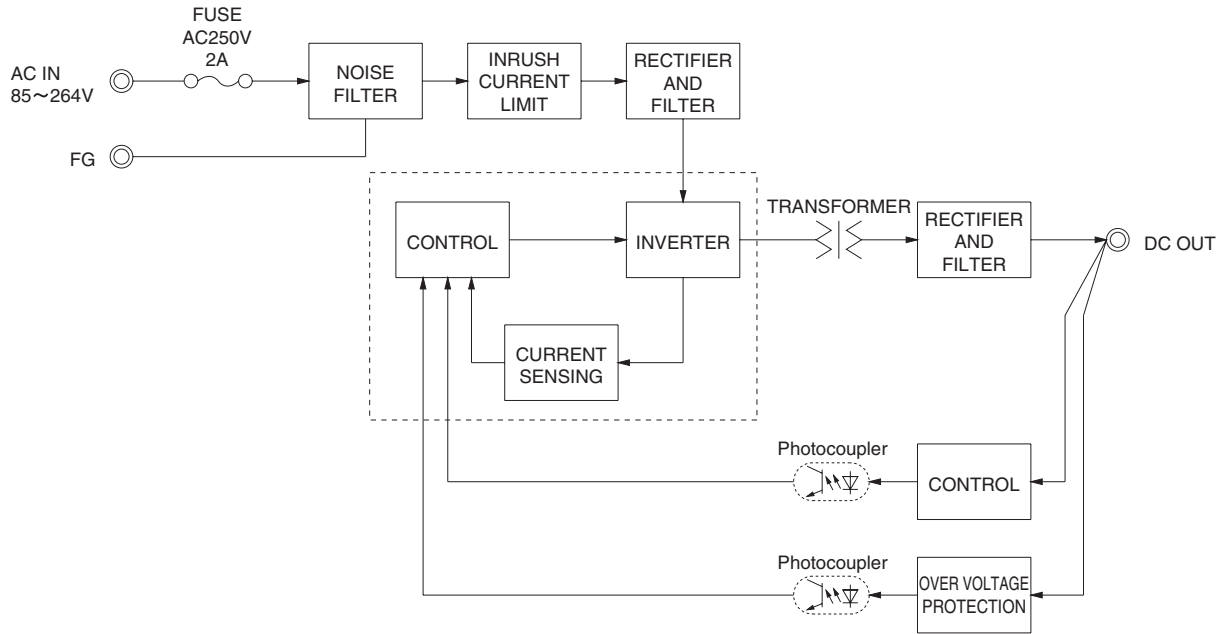 FUSE
AC250V
2A
AC IN
85～264V
FG
NOISE
FILTER
INRUSH
CURRENT
LIMIT
RECTIFIER
AND
FILTER
CONTROL
INVERTER
CURRENT
SENSING
TRANSFORMER
RECTIFIER
AND
FILTER
DC OUT
Photocoupler
CONTROL
Photocoupler
OVER VOLTAGE
PROTECTION